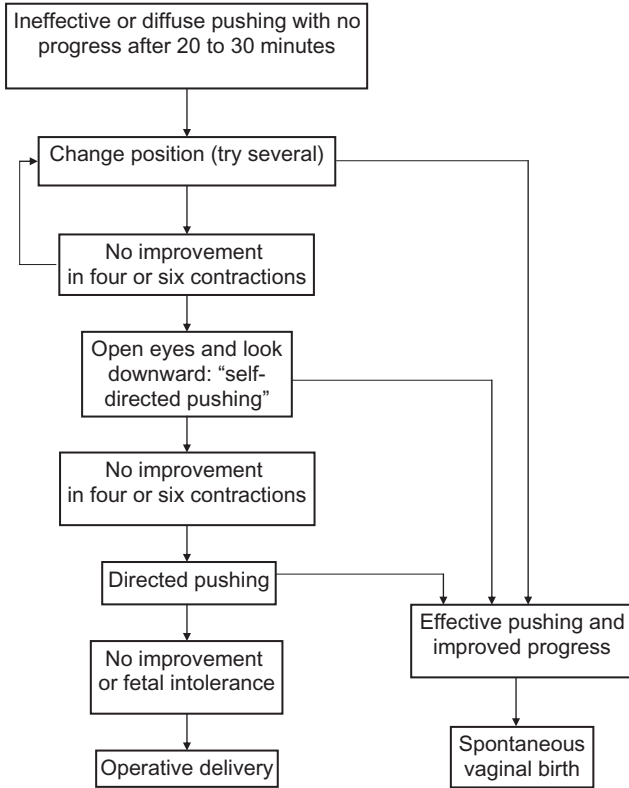 Ineffective or diffuse pushing with no
progress after 20 to 30 minutes
Change position (try several)
No improvement
in four or six contractions
Open eyes and look
downward: “self-
directed pushing”
No improvement
in four or six contractions
Directed pushing
Effective pushing and
improved progress
No improvement
or fetal intolerance
Spontaneous
vaginal birth
Operative delivery